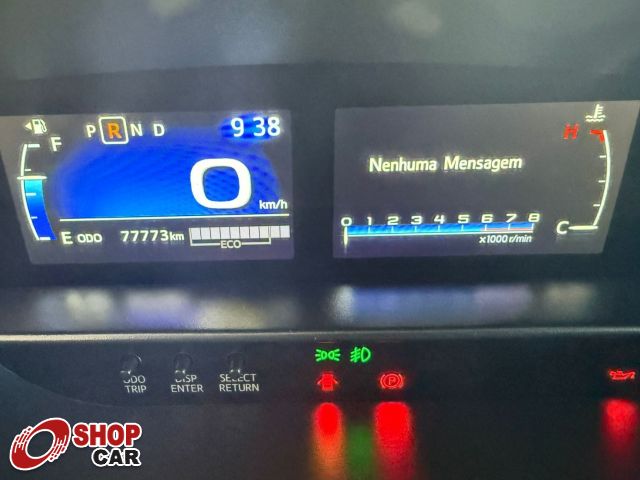 F
P R N D 9 38
0 km/h
E ODO 77773km
ECO
H
Nenhuma Mensagem
0 1 2 3 4 5 6 7 8
x1000 r/min
C
ODO TRIP
DISP ENTER
SELECT RETURN
P
SHOP
CAR